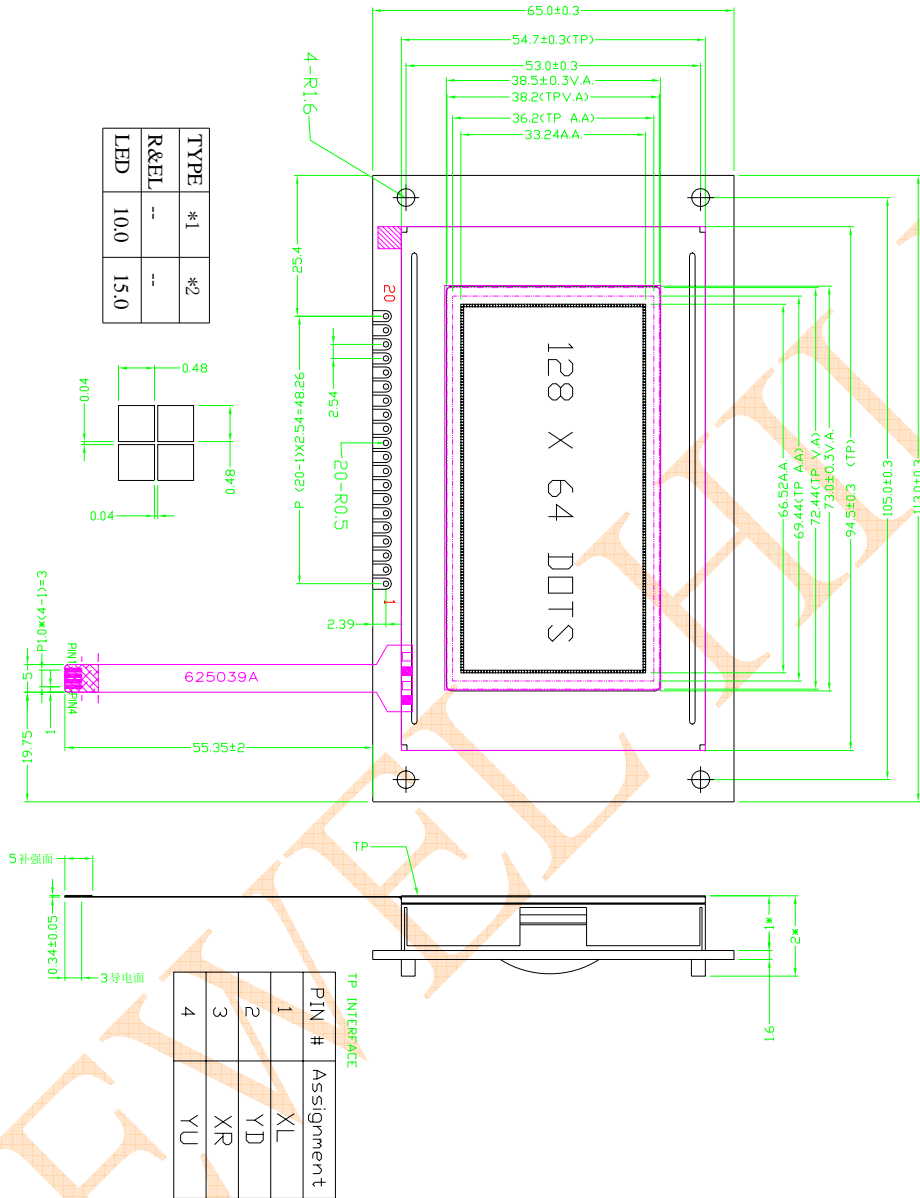 65.0±0.3
54.7±0.3(TP)
53.0±0.3
38.5±0.3V.A.
38.2(TPV.A)
36.2(TP A.A)
33.24A.A.
4-R1.6
TYPE *1 *2
R&EL -- --
LED 10.0 15.0
25.4
20
2.54
P (20-1)X2.54=48.26
20-R0.5
1
2.39
128 X 64 DOTS
66.52A.A.
69.44(TP A.A)
72.44(TP V.A)
73.0±0.3V.A.
94.5±0.3 (TP)
105.0±0.3
113.0±0.3
0.48
0.04
0.48
0.04
P1.0*(4-1)=3
PIN1
PIN4
5
1
19.75
625039A
55.35±2
5补强面
0.34±0.05
3导电面
TP
1*
2*
1.6
TP INTERFACE
PIN # Assignment
1 XL
2 YD
3 XR
4 YU